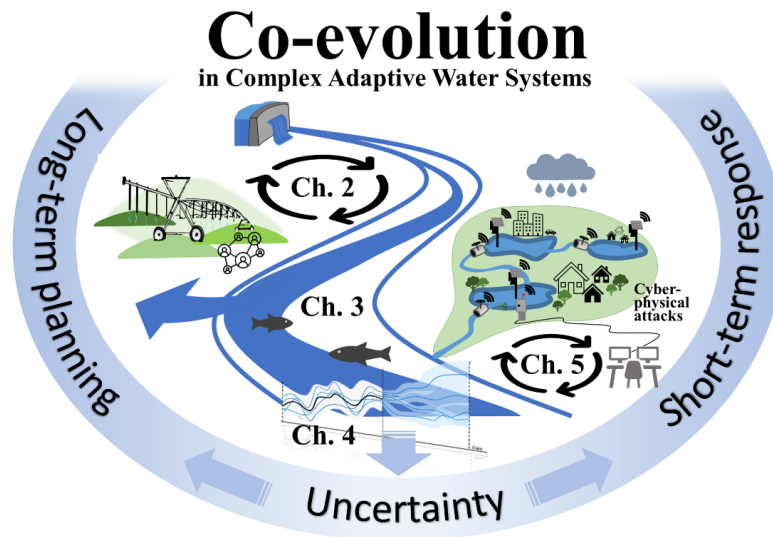 Co-evolution
in Complex Adaptive Water Systems
Long-term planning
Short-term response
Ch. 2
Ch. 3
Cyber-
physical
attacks
Ch. 5
Ch. 4
Uncertainty